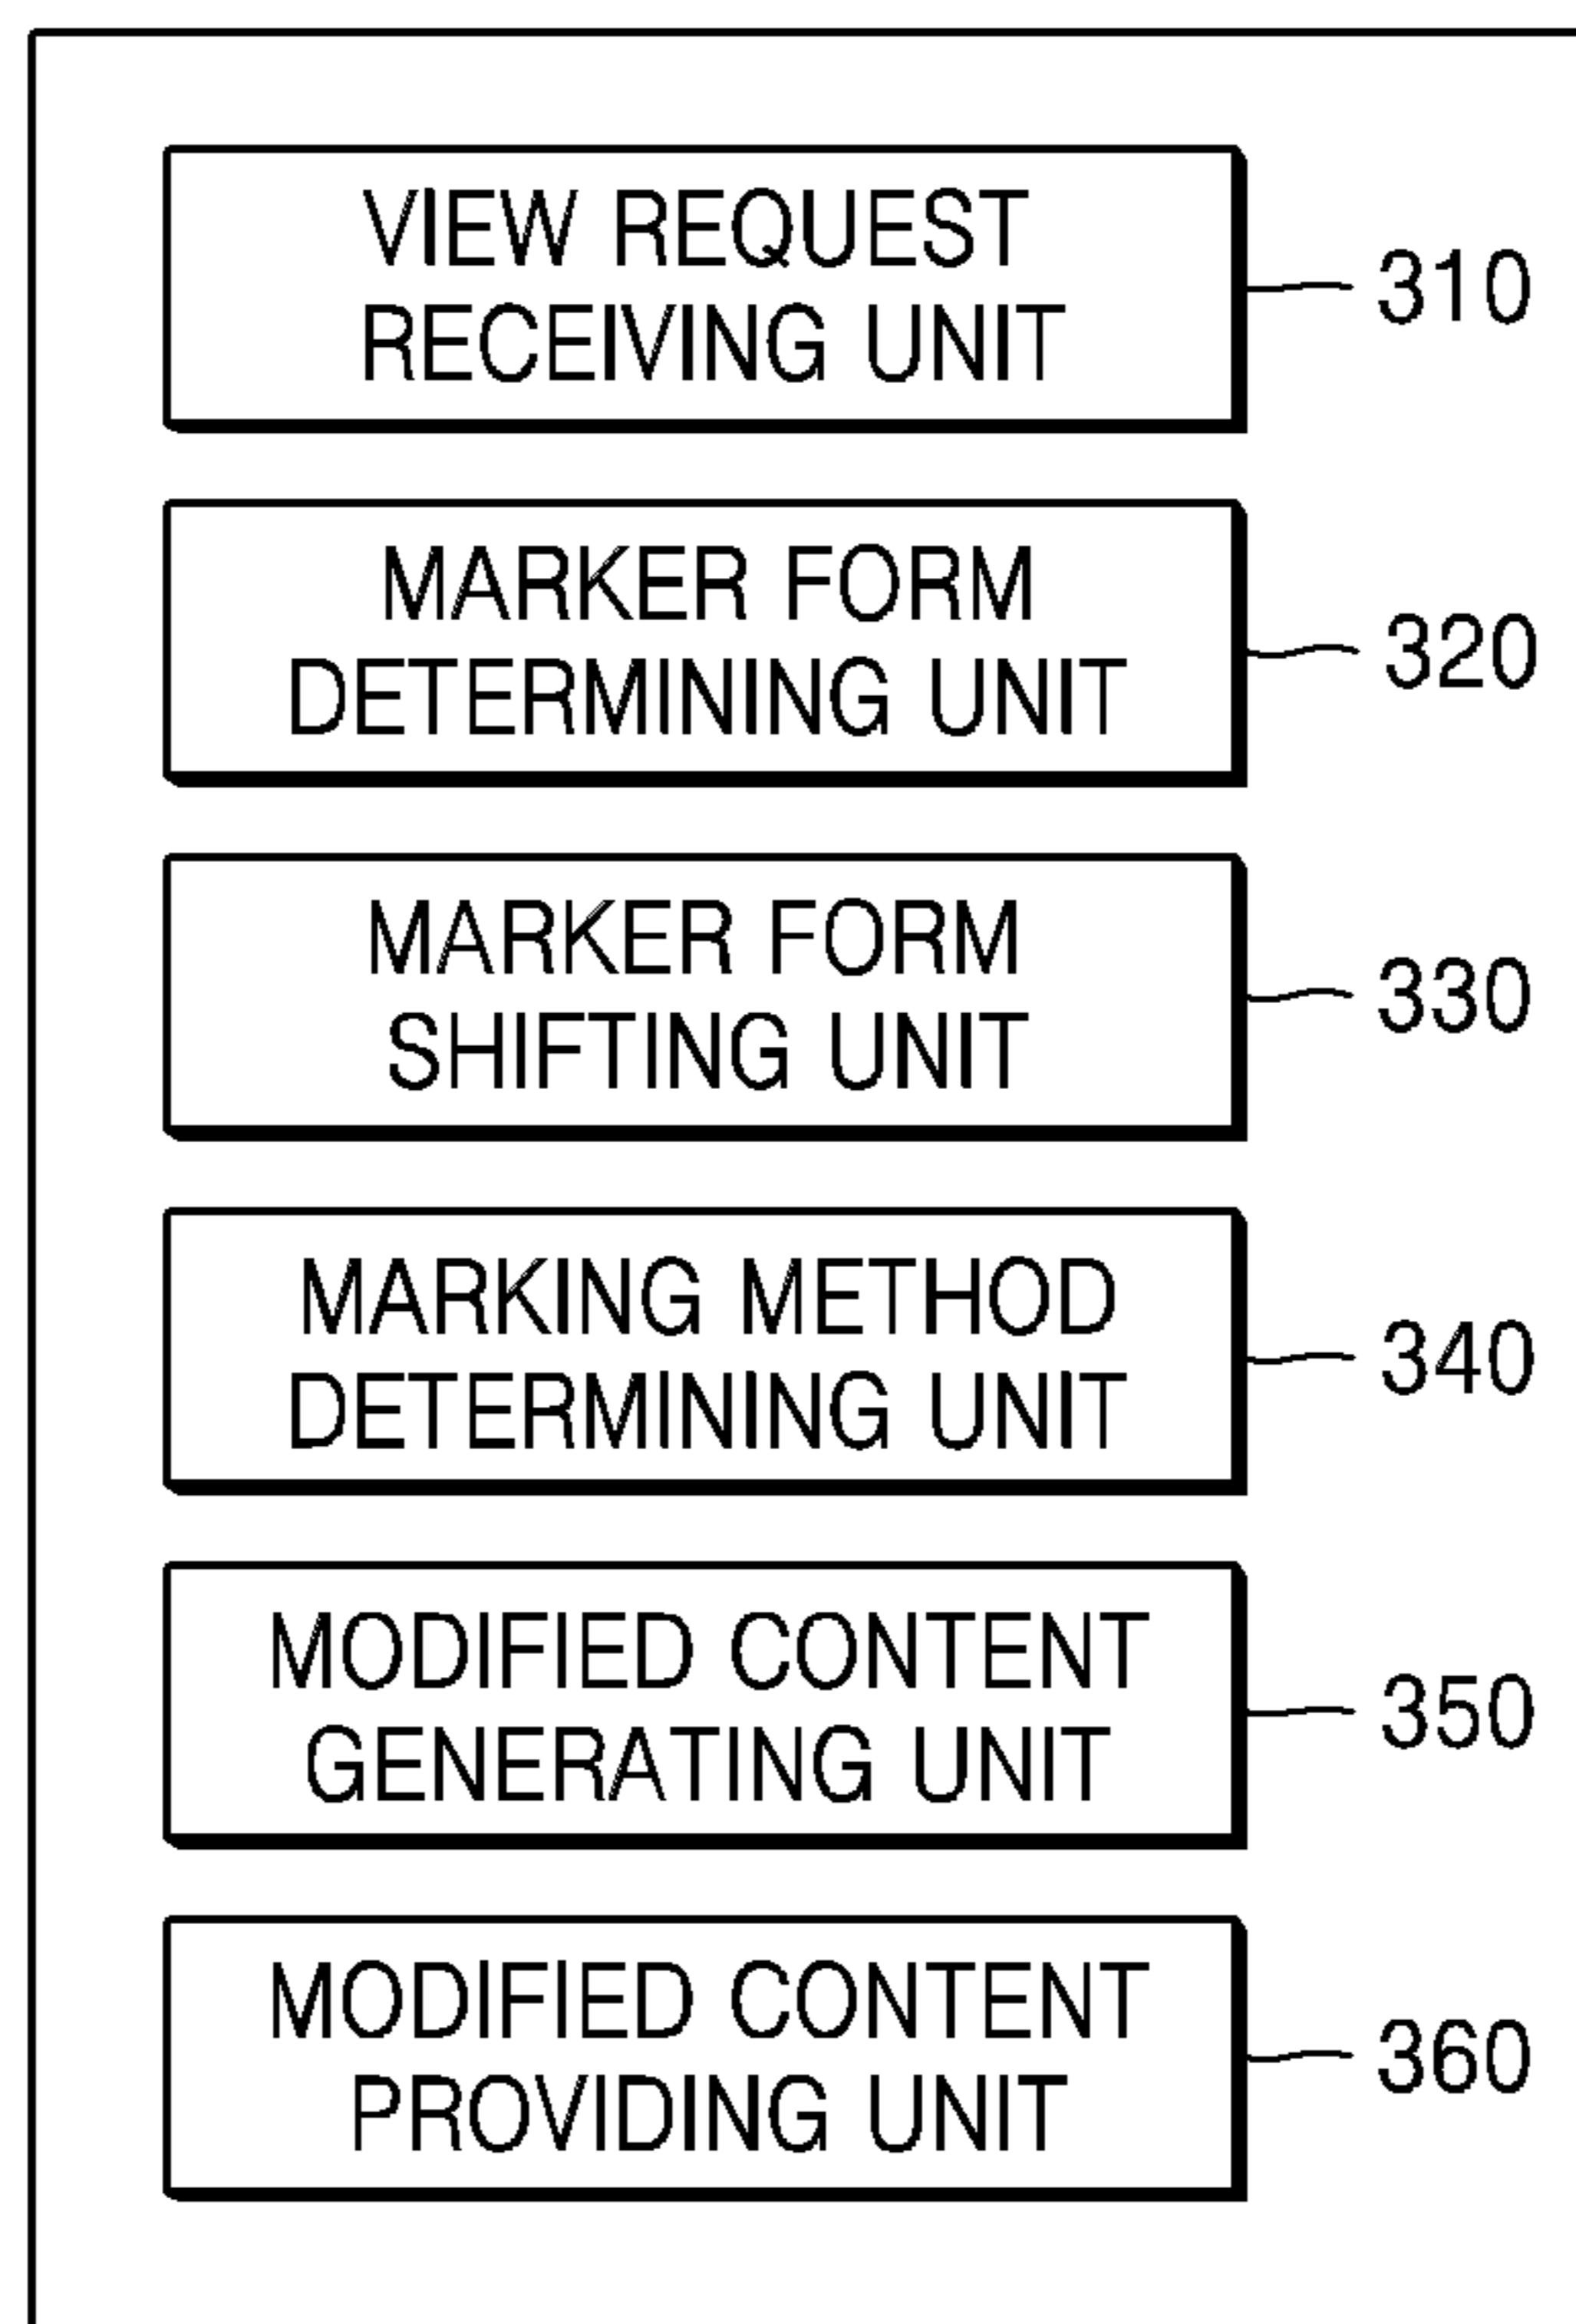 VIEW REQUEST
RECEIVING UNIT
310
MARKER FORM
DETERMINING UNIT
320
MARKER FORM
SHIFTING UNIT
330
MARKING METHOD
DETERMINING UNIT
340
MODIFIED CONTENT
GENERATING UNIT
350
MODIFIED CONTENT
PROVIDING UNIT
360